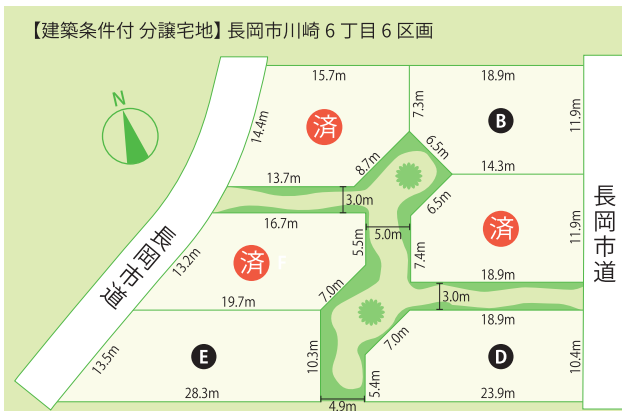 【建築条件付 分譲宅地】長岡市川崎6丁目6区画
N
15.7m
18.9m
14.4m
済
7.3m
B
11.9m
6.5m
8.7m
13.7m
14.3m
3.0m
6.5m
16.7m
5.5m
5.0m
7.4m
済
11.9m
長岡市道
長岡市道
13.2m
済
F
7.0m
19.7m
18.9m
3.0m
18.9m
13.5m
E
10.3m
7.0m
D
10.4m
28.3m
5.4m
23.9m
4.9m